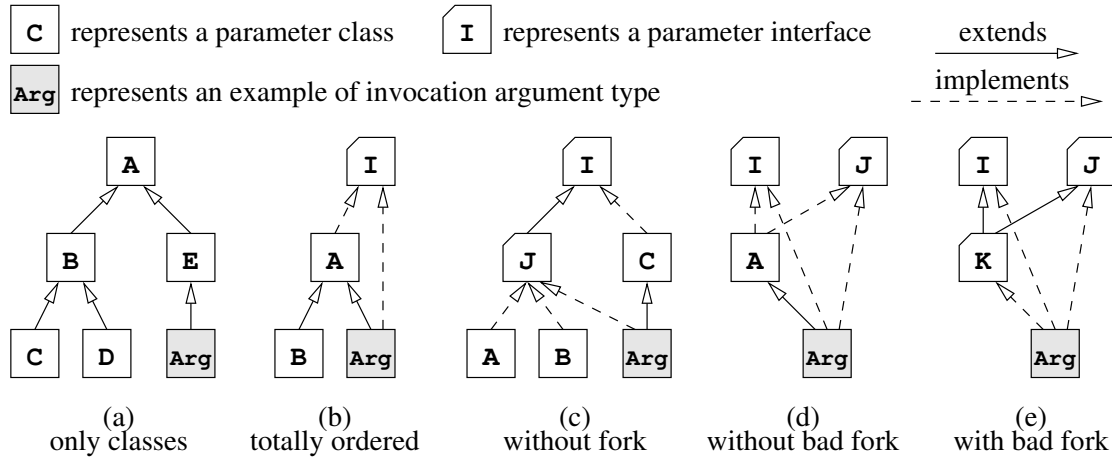 C represents a parameter class
I represents a parameter interface
extends
Arg represents an example of invocation argument type
implements
A I I I J I J
B E A J C A K
C D Arg B Arg A B Arg Arg Arg
(a) (b) (c) (d) (e)
only classes totally ordered without fork without bad fork with bad fork